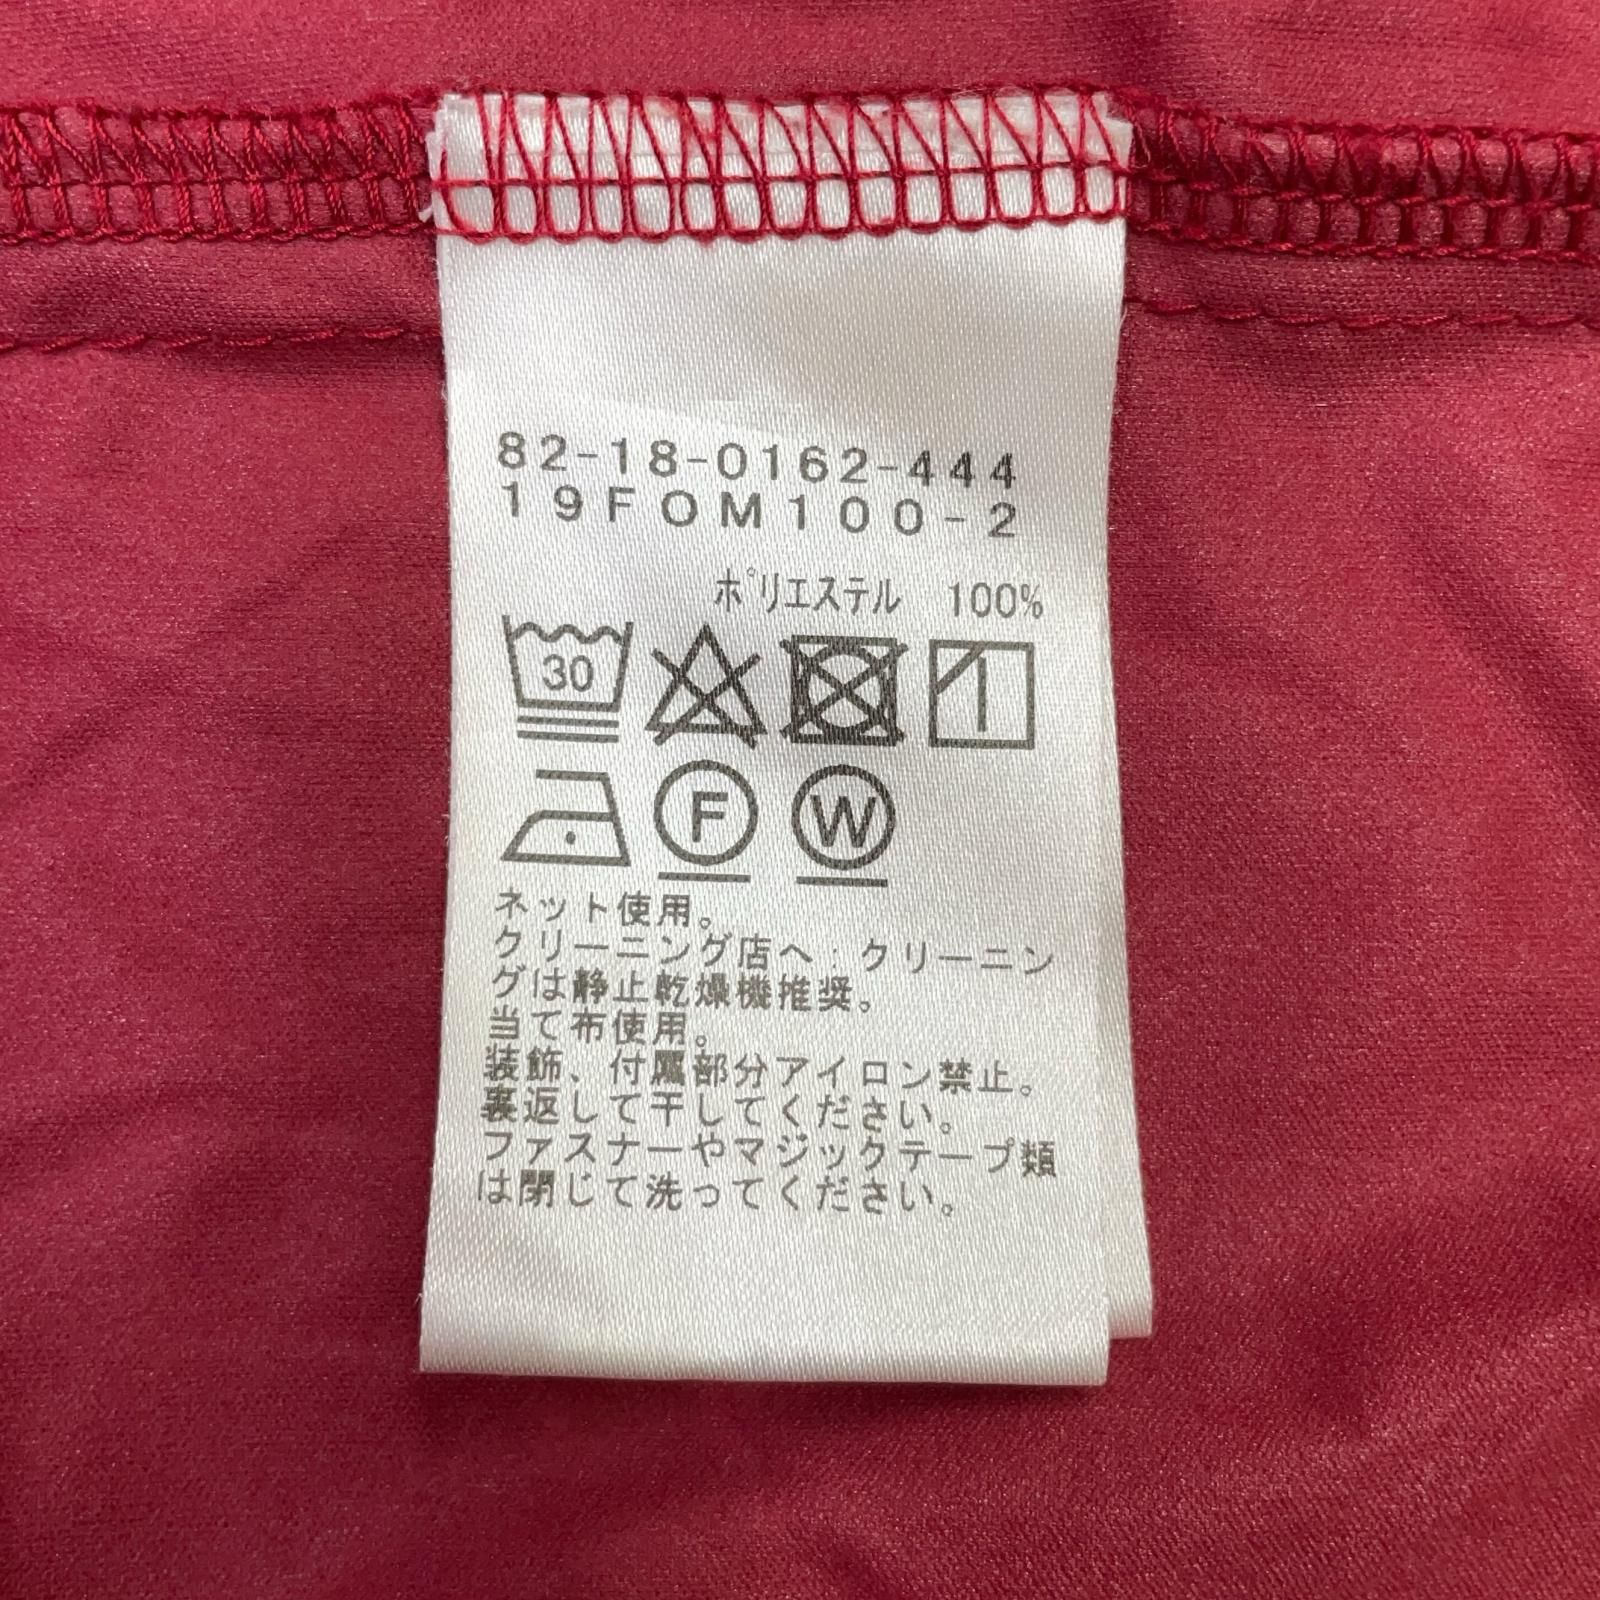 82-18-0162-444
19FOM100-2
ポリエステル 100%
30
F W
ネット使用。
クリーニング店へ:クリーニン
グは静止乾燥機推奨。
当て布使用。
装飾、付属部分アイロン禁止。
裏返して干してください。
ファスナーやマジックテープ類
は閉じて洗ってください。